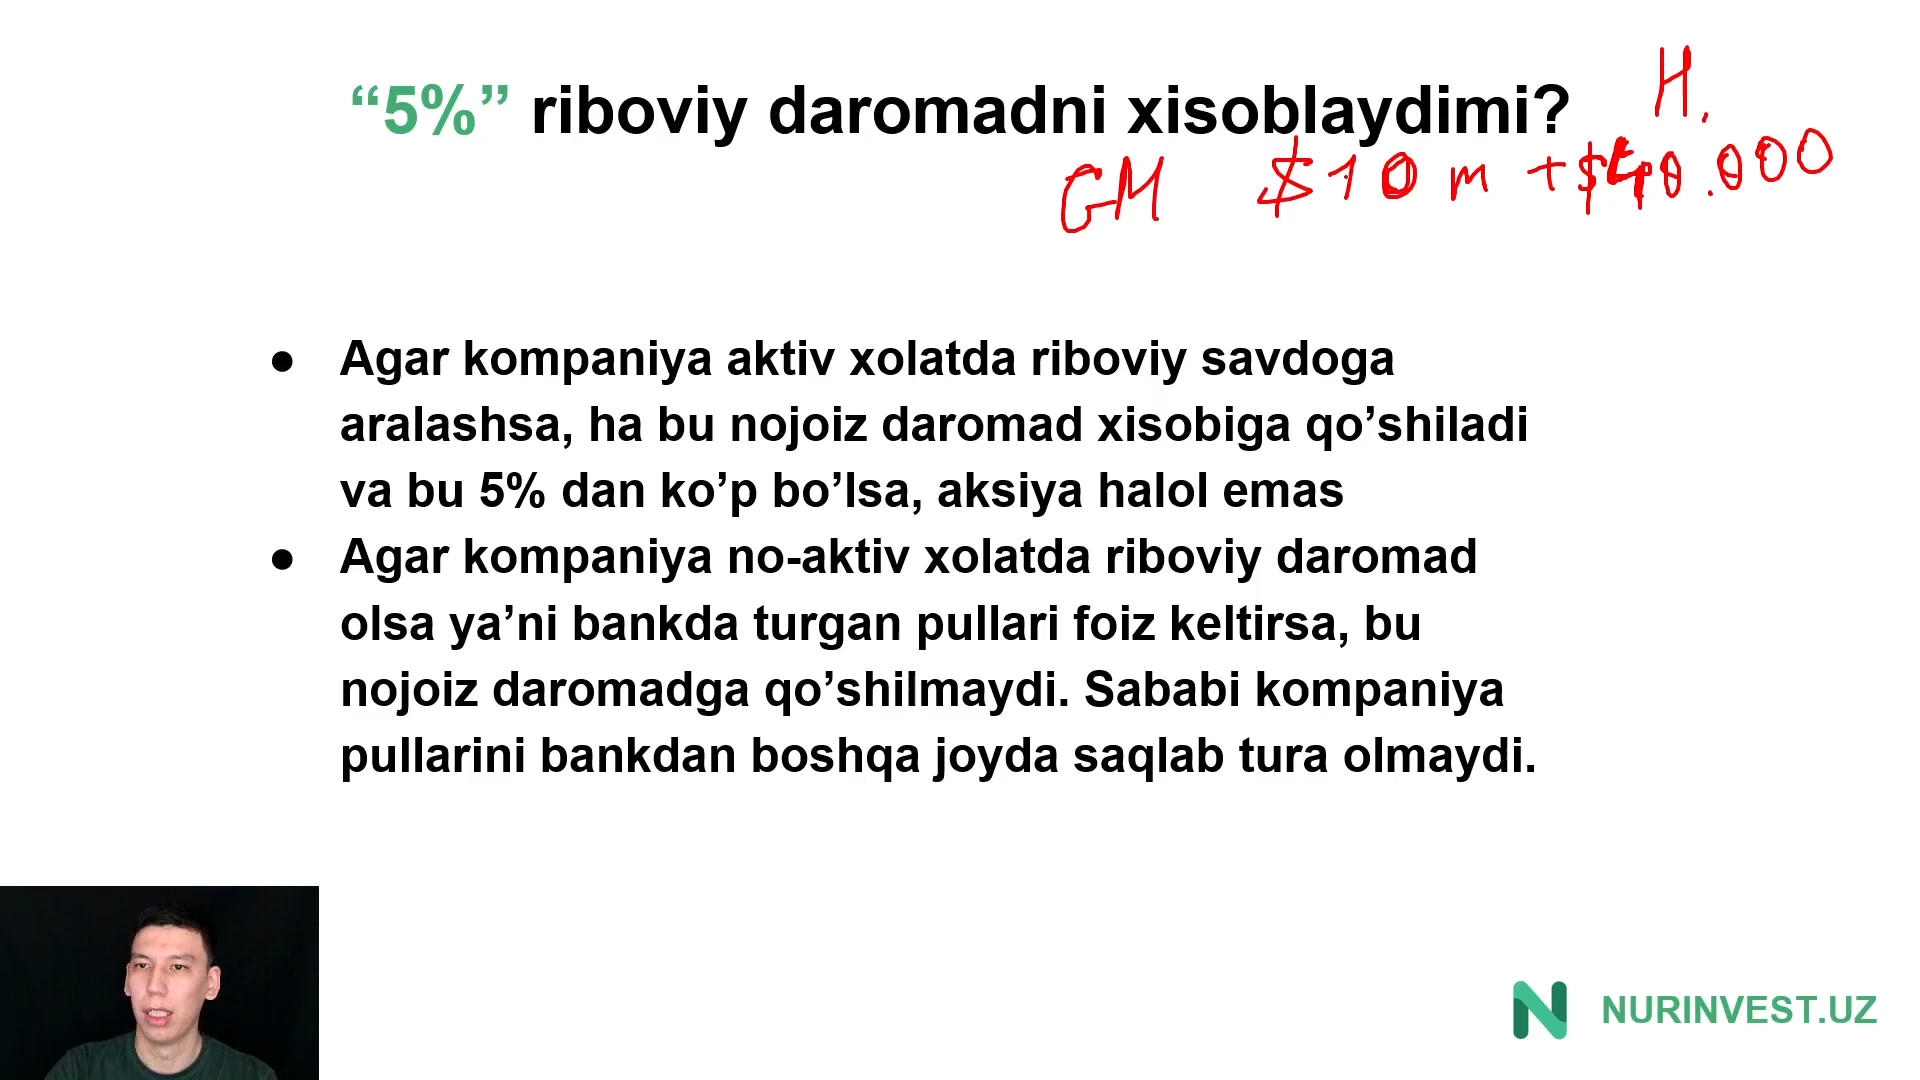 “5%” riboviy daromadni xisoblaydimi?
H.
GM $10 m + $40.000
● Agar kompaniya aktiv xolatda riboviy savdoga
aralashsa, ha bu nojoiz daromad xisobiga qo’shiladi
va bu 5% dan ko’p bo’lsa, aksiya halol emas
● Agar kompaniya no-aktiv xolatda riboviy daromad
olsa ya’ni bankda turgan pullari foiz keltirsa, bu
nojoiz daromadga qo’shilmaydi. Sababi kompaniya
pullarini bankdan boshqa joyda saqlab tura olmaydi.
NURINVEST.UZ